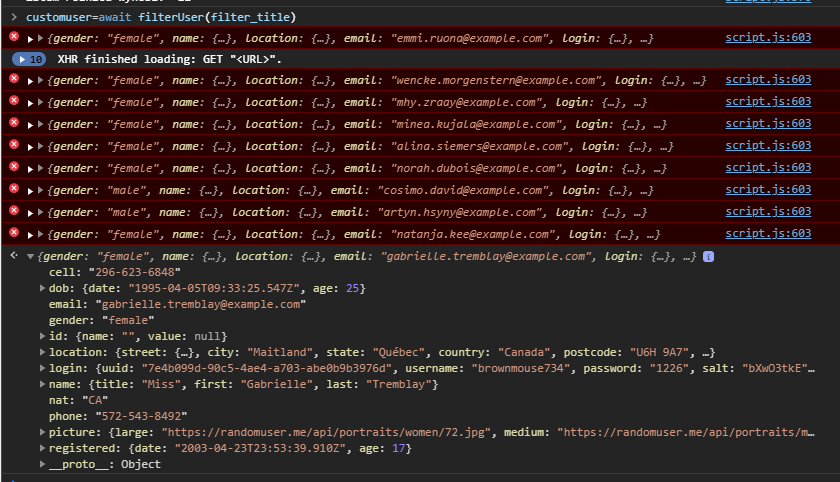 customuser=await filterUser(filter_title)
{gender: "female", name: {…}, location: {…}, email: "emmi.ruona@example.com", login: {…}, …} script.js:603
10 XHR finished loading: GET "<URL>".
{gender: "female", name: {…}, location: {…}, email: "wencke.morgenstern@example.com", login: {…}, …} script.js:603
{gender: "female", name: {…}, location: {…}, email: "mhy.zraay@example.com", login: {…}, …} script.js:603
{gender: "female", name: {…}, location: {…}, email: "minea.kujala@example.com", login: {…}, …} script.js:603
{gender: "female", name: {…}, location: {…}, email: "alina.siemers@example.com", login: {…}, …} script.js:603
{gender: "female", name: {…}, location: {…}, email: "norah.dubois@example.com", login: {…}, …} script.js:603
{gender: "male", name: {…}, location: {…}, email: "cosimo.david@example.com", login: {…}, …} script.js:603
{gender: "male", name: {…}, location: {…}, email: "artyn.hsyny@example.com", login: {…}, …} script.js:603
{gender: "female", name: {…}, location: {…}, email: "natanja.kee@example.com", login: {…}, …} script.js:603
{gender: "female", name: {…}, location: {…}, email: "gabrielle.tremblay@example.com", login: {…}, …} i
cell: "296-623-6848"
dob: {date: "1995-04-05T09:33:25.547Z", age: 25}
email: "gabrielle.tremblay@example.com"
gender: "female"
id: {name: "", value: null}
location: {street: {…}, city: "Maitland", state: "Québec", country: "Canada", postcode: "U6H 9A7", …}
login: {uuid: "7e4b099d-90c5-4ae4-a703-abe0b9b3976d", username: "brownmouse734", password: "1226", salt: "bXwO3tkE"…
name: {title: "Miss", first: "Gabrielle", last: "Tremblay"}
nat: "CA"
phone: "572-543-8492"
picture: {large: "https://randomuser.me/api/portraits/women/72.jpg", medium: "https://randomuser.me/api/portraits/m…
registered: {date: "2003-04-23T23:53:39.910Z", age: 17}
__proto__: Object